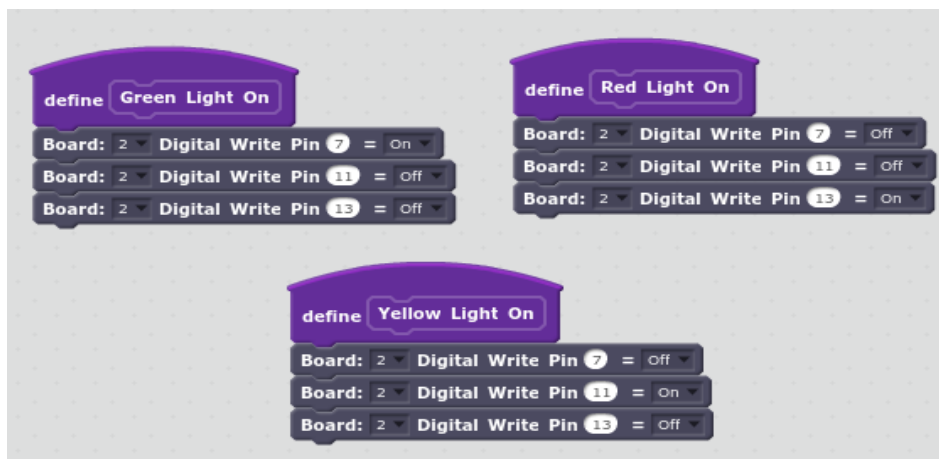 define Green Light On
Board: 2 Digital Write Pin 7 = On
Board: 2 Digital Write Pin 11 = Off
Board: 2 Digital Write Pin 13 = Off
define Red Light On
Board: 2 Digital Write Pin 7 = Off
Board: 2 Digital Write Pin 11 = Off
Board: 2 Digital Write Pin 13 = On
define Yellow Light On
Board: 2 Digital Write Pin 7 = Off
Board: 2 Digital Write Pin 11 = On
Board: 2 Digital Write Pin 13 = Off